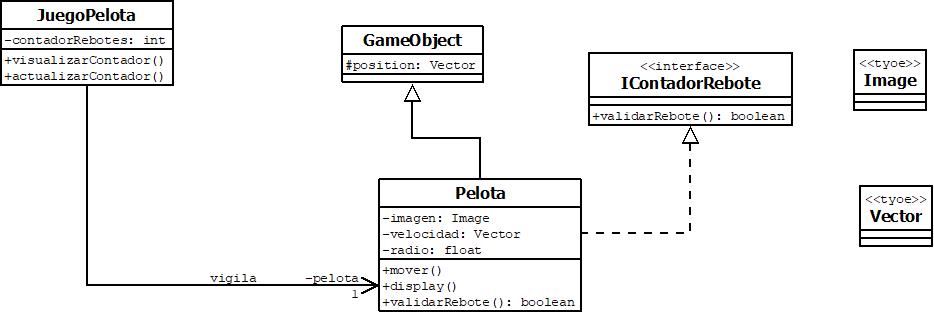 JuegoPelota
-contadorRebotes: int
+visualizarContador()
+actualizarContador()
GameObject
#position: Vector
<<interface>>
IContadorRebote
+validarRebote(): boolean
<<tyoe>>
Image
Pelota
-imagen: Image
-velocidad: Vector
-radio: float
+mover()
+display()
+validarRebote(): boolean
<<tyoe>>
Vector
vigila
-pelota
1